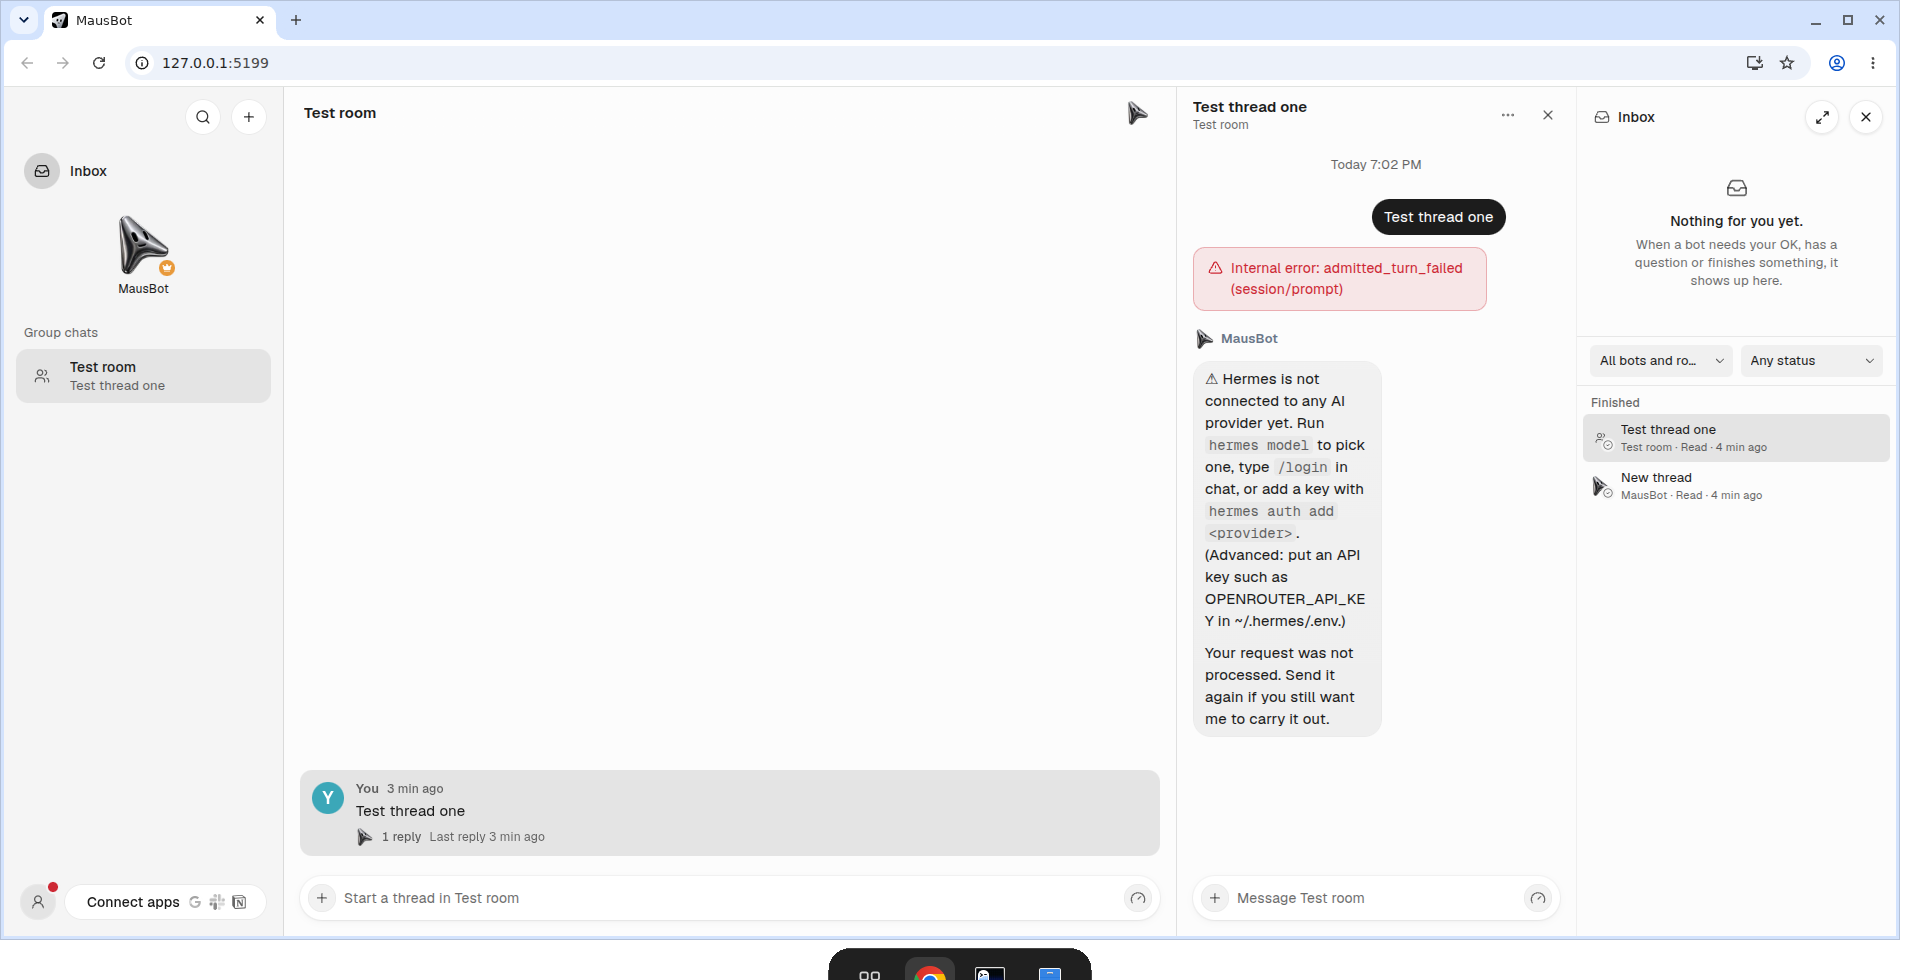 MausBot
127.0.0.1:5199
Inbox
MausBot
Group chats
Test room
Test thread one
Connect apps
Test room
Y
You 3 min ago
Test thread one
1 reply Last reply 3 min ago
Start a thread in Test room
Test thread one
Test room
Today 7:02 PM
Test thread one
Internal error: admitted_turn_failed
(session/prompt)
MausBot
⚠ Hermes is not
connected to any AI
provider yet. Run
hermes model to pick
one, type /login in
chat, or add a key with
hermes auth add
<provider>.
(Advanced: put an API
key such as
OPENROUTER_API_KE
Y in ~/.hermes/.env.)
Your request was not
processed. Send it
again if you still want
me to carry it out.
Message Test room
Inbox
Nothing for you yet.
When a bot needs your OK, has a
question or finishes something, it
shows up here.
All bots and ro...
Any status
Finished
Test thread one
Test room · Read · 4 min ago
New thread
MausBot · Read · 4 min ago